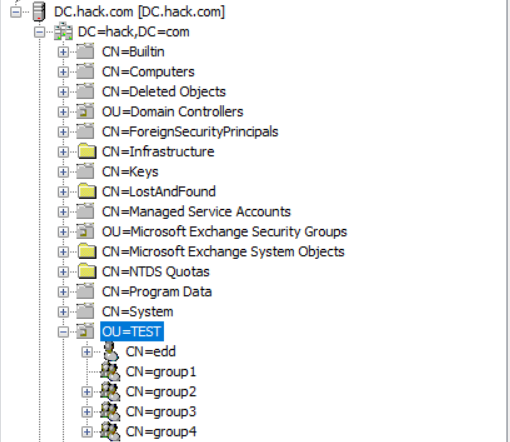 DC.hack.com [DC.hack.com]
DC=hack,DC=com
CN=Builtin
CN=Computers
CN=Deleted Objects
OU=Domain Controllers
CN=ForeignSecurityPrincipals
CN=Infrastructure
CN=Keys
CN=LostAndFound
CN=Managed Service Accounts
OU=Microsoft Exchange Security Groups
CN=Microsoft Exchange System Objects
CN=NTDS Quotas
CN=Program Data
CN=System
OU=TEST
CN=edd
CN=group1
CN=group2
CN=group3
CN=group4